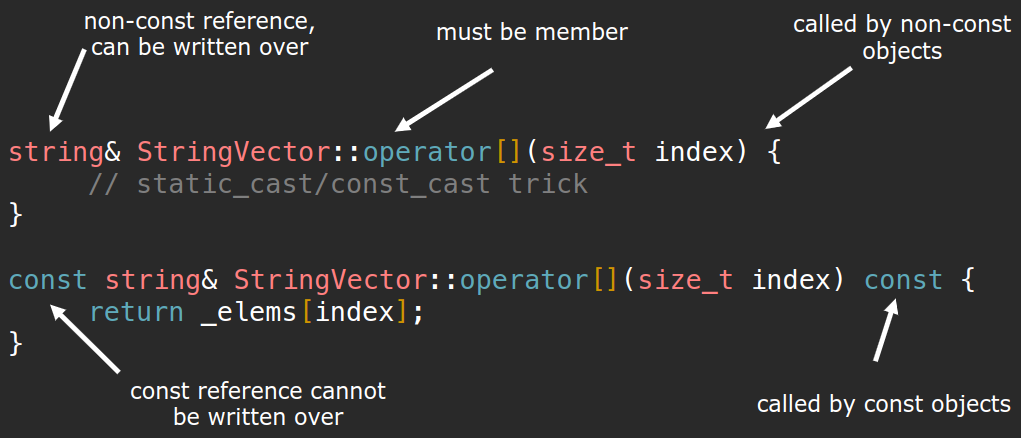 non-const reference,
can be written over
must be member
called by non-const
objects
string& StringVector::operator[](size_t index) {
// static_cast/const_cast trick
}
const string& StringVector::operator[](size_t index) const {
return _elems[index];
}
const reference cannot
be written over
called by const objects